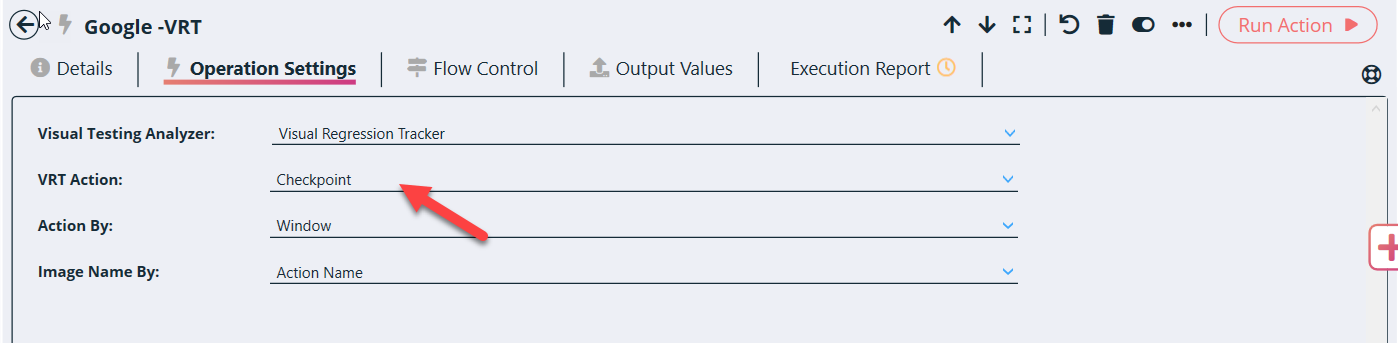 Google -VRT
Run Action
Details
Operation Settings
Flow Control
Output Values
Execution Report
Visual Testing Analyzer: Visual Regression Tracker
VRT Action: Checkpoint
Action By: Window
Image Name By: Action Name